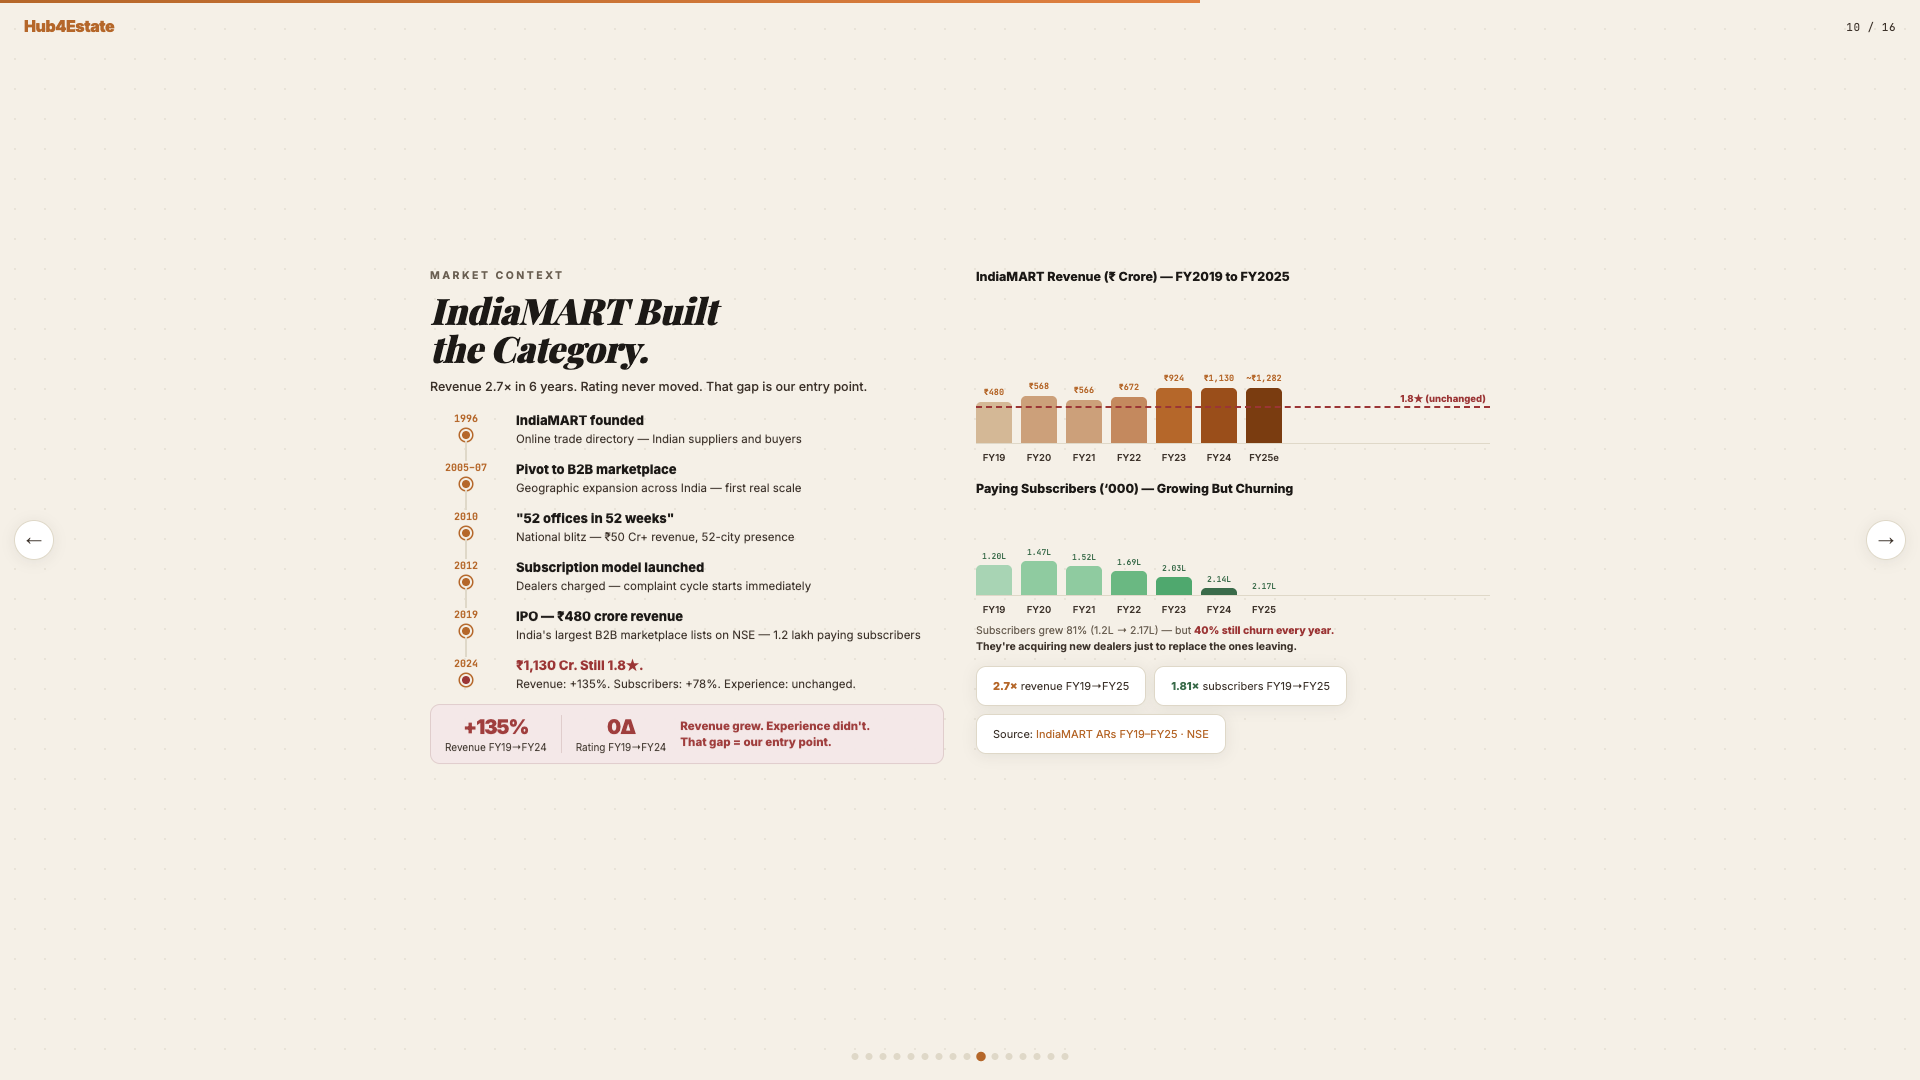 Hub4Estate
10 / 16
MARKET CONTEXT
IndiaMART Built
the Category.
Revenue 2.7× in 6 years. Rating never moved. That gap is our entry point.
1996
IndiaMART founded
Online trade directory — Indian suppliers and buyers
2005–07
Pivot to B2B marketplace
Geographic expansion across India — first real scale
2010
"52 offices in 52 weeks"
National blitz — ₹50 Cr+ revenue, 52-city presence
2012
Subscription model launched
Dealers charged — complaint cycle starts immediately
2019
IPO — ₹480 crore revenue
India's largest B2B marketplace lists on NSE — 1.2 lakh paying subscribers
2024
₹1,130 Cr. Still 1.8★.
Revenue: +135%. Subscribers: +78%. Experience: unchanged.
+135%
Revenue FY19→FY24
0Δ
Rating FY19→FY24
Revenue grew. Experience didn't.
That gap = our entry point.
IndiaMART Revenue (₹ Crore) — FY2019 to FY2025
₹480 ₹568 ₹566 ₹672 ₹924 ₹1,130 ~₹1,282
1.8★ (unchanged)
FY19 FY20 FY21 FY22 FY23 FY24 FY25e
Paying Subscribers ('000) — Growing But Churning
1.20L 1.47L 1.52L 1.69L 2.03L 2.14L 2.17L
FY19 FY20 FY21 FY22 FY23 FY24 FY25
Subscribers grew 81% (1.2L → 2.17L) — but 40% still churn every year.
They're acquiring new dealers just to replace the ones leaving.
2.7× revenue FY19→FY25
1.81× subscribers FY19→FY25
Source: IndiaMART ARs FY19–FY25 · NSE